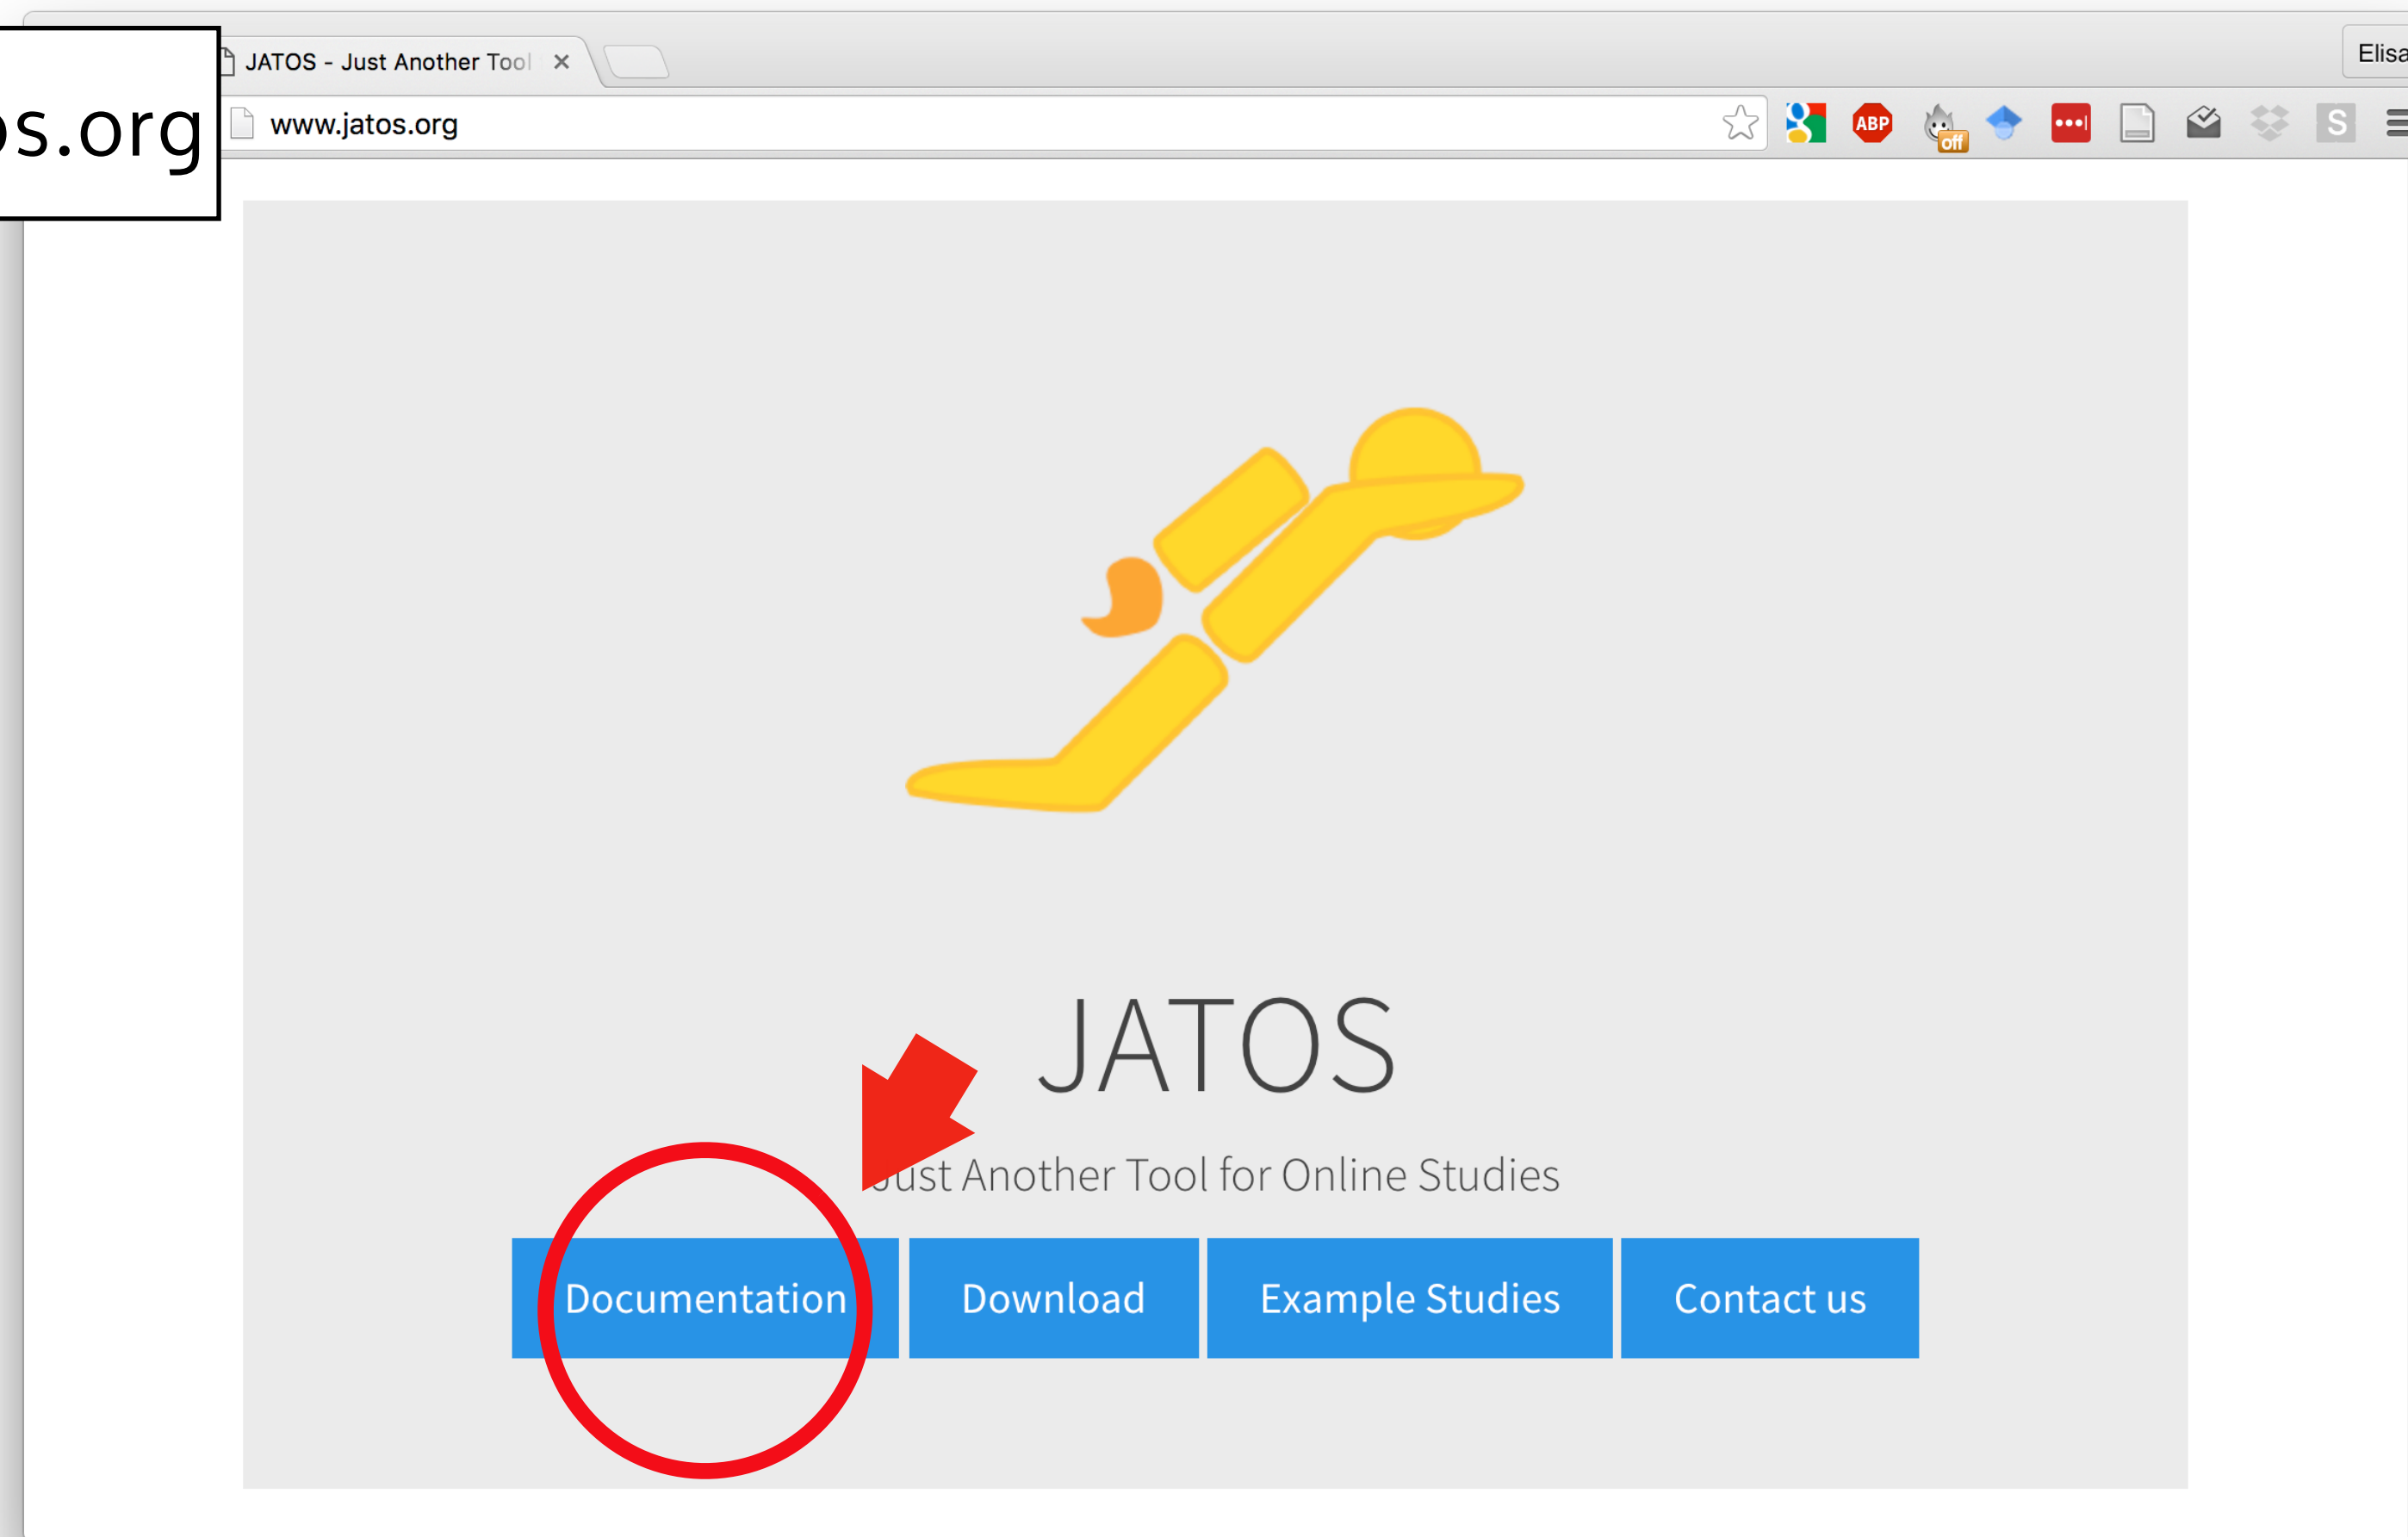 JATOS - Just Another Tool
Elisa
os.org
www.jatos.org
ABP
off
S
JATOS
Just Another Tool for Online Studies
Documentation
Download
Example Studies
Contact us